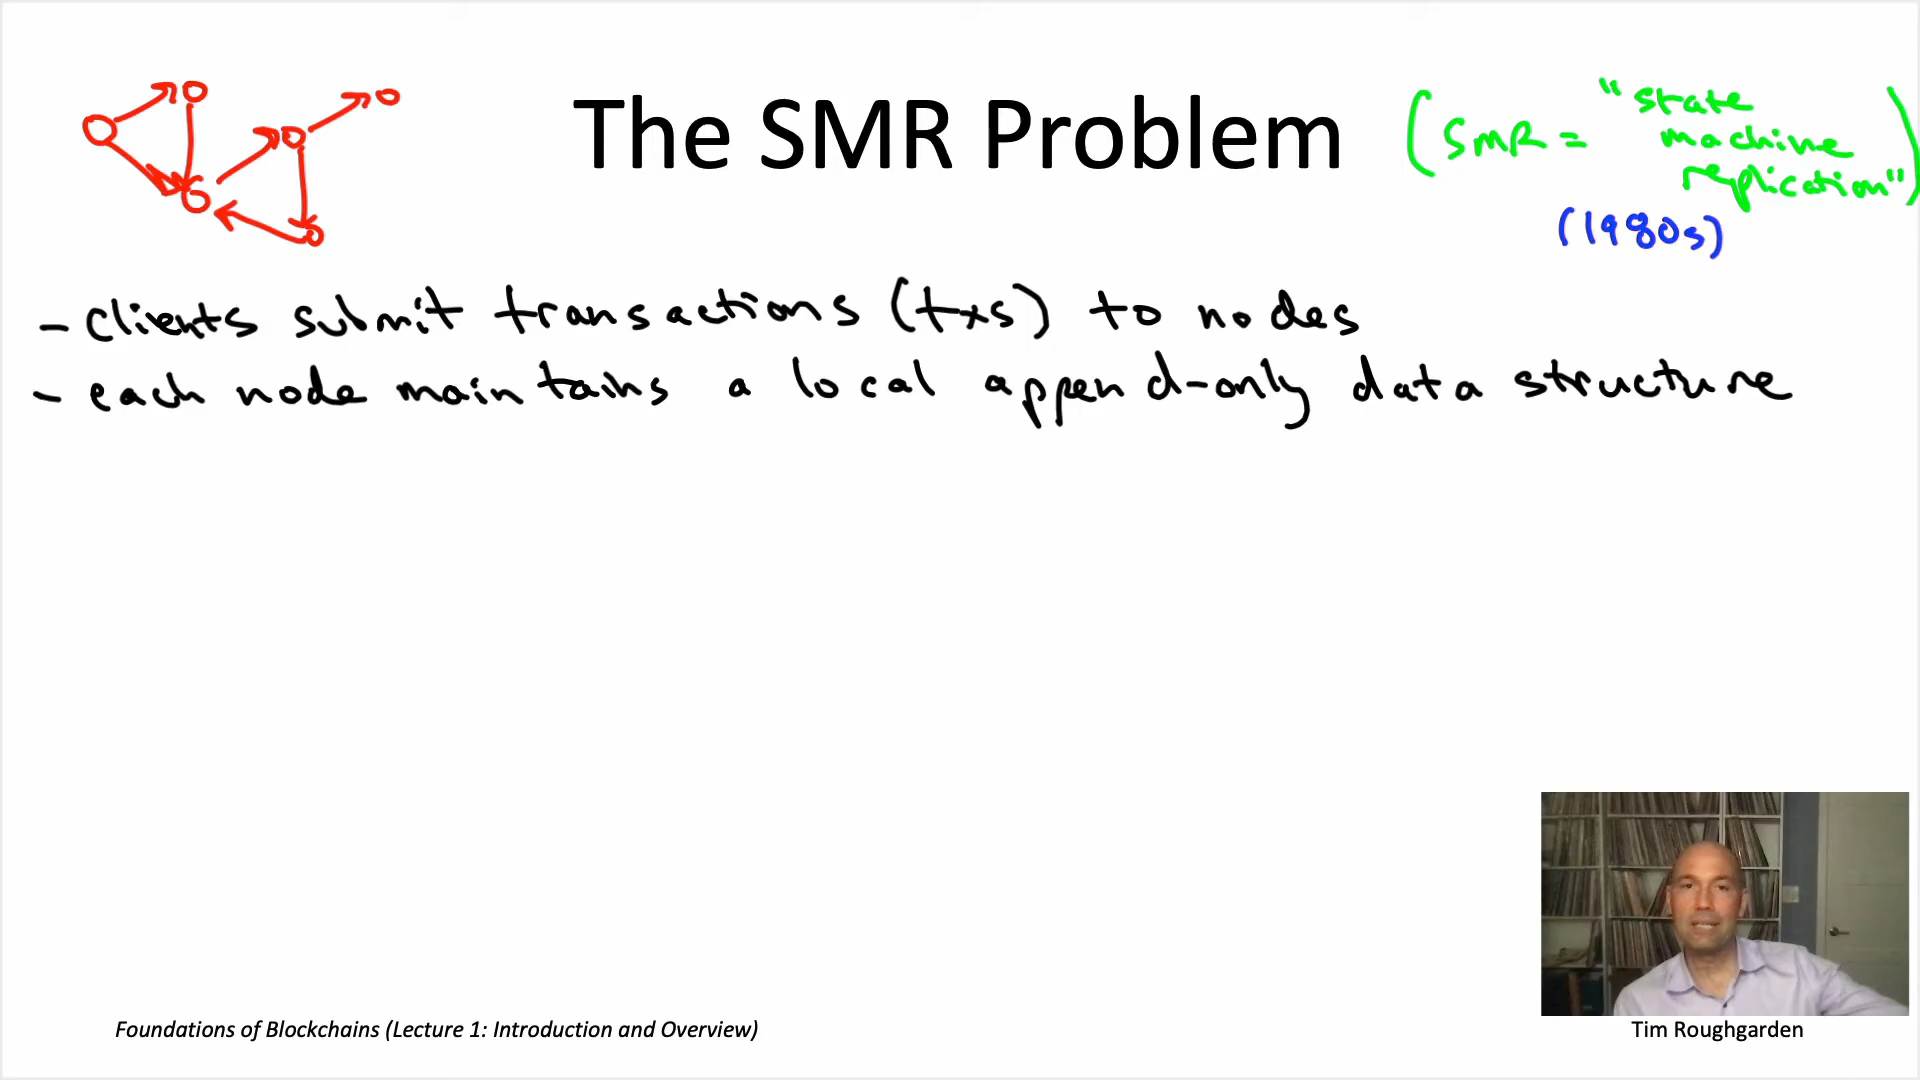 The SMR Problem
(SMR = "state
machine
replication")
(1980s)
- clients submit transactions (txs) to nodes
- each node maintains a local append-only data structure
Foundations of Blockchains (Lecture 1: Introduction and Overview)
Tim Roughgarden